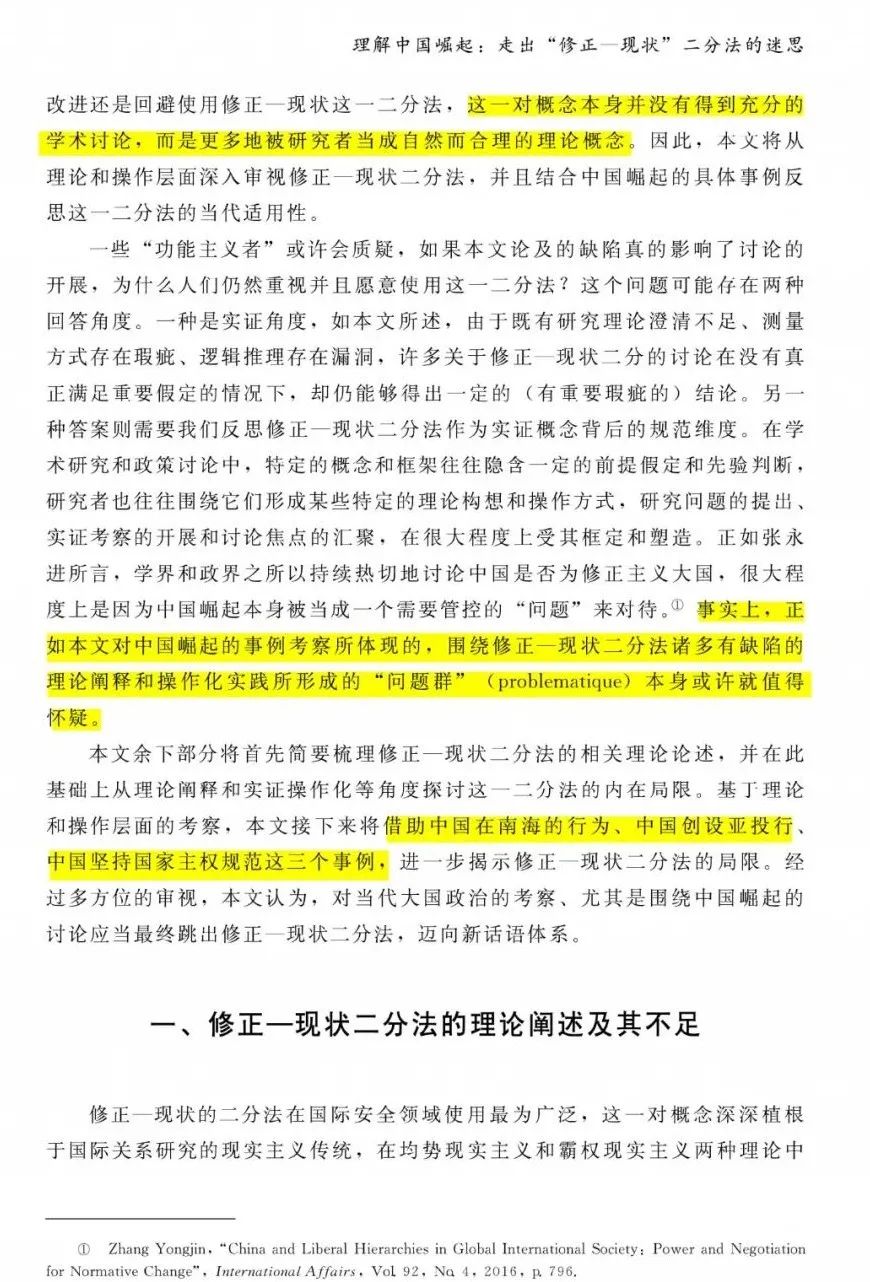 理解中国崛起：走出“修正—现状”二分法的迷思
改进还是回避使用修正—现状这一二分法，这一对概念本身并没有得到充分的
学术讨论，而是更多地被研究者当成自然而合理的理论概念。因此，本文将从
理论和操作层面深入审视修正—现状二分法，并且结合中国崛起的具体事例反
思这一二分法的当代适用性。
一些“功能主义者”或许会质疑，如果本文论及的缺陷真的影响了讨论的
开展，为什么人们仍然重视并且愿意使用这一二分法？这个问题可能存在两种
回答角度。一种是实证角度，如本文所述，由于既有研究理论澄清不足、测量
方式存在瑕疵、逻辑推理存在漏洞，许多关于修正—现状二分的讨论在没有真
正满足重要假定的情况下，却仍能够得出一定的（有重要瑕疵的）结论。另一
种答案则需要我们反思修正—现状二分法作为实证概念背后的规范维度。在学
术研究和政策讨论中，特定的概念和框架往往隐含一定的前提假定和先验判断，
研究者也往往围绕它们形成某些特定的理论构想和操作方式，研究问题的提出、
实证考察的开展和讨论焦点的汇聚，在很大程度上受其框定和塑造。正如张永
进所言，学界和政界之所以持续热切地讨论中国是否为修正主义大国，很大程
度上是因为中国崛起本身被当成一个需要管控的“问题”来对待。① 事实上，正
如本文对中国崛起的事例考察所体现的，围绕修正—现状二分法诸多有缺陷的
理论阐释和操作化实践所形成的“问题群”（problematique）本身或许就值得
怀疑。
本文余下部分将首先简要梳理修正—现状二分法的相关理论论述，并在此
基础上从理论阐释和实证操作化等角度探讨这一二分法的内在局限。基于理论
和操作层面的考察，本文接下来将借助中国在南海的行为、中国创设亚投行、
中国坚持国家主权规范这三个事例，进一步揭示修正—现状二分法的局限。经
过多方位的审视，本文认为，对当代大国政治的考察、尤其是围绕中国崛起的
讨论应当最终跳出修正—现状二分法，迈向新话语体系。
一、修正—现状二分法的理论阐述及其不足
修正—现状的二分法在国际安全领域使用最为广泛，这一对概念深深植根
于国际关系研究的现实主义传统，在均势现实主义和霸权现实主义两种理论中
① Zhang Yongjin, “China and Liberal Hierarchies in Global International Society: Power and Negotiation
for Normative Change”, International Affairs, Vol. 92, No. 4, 2016, p. 796.